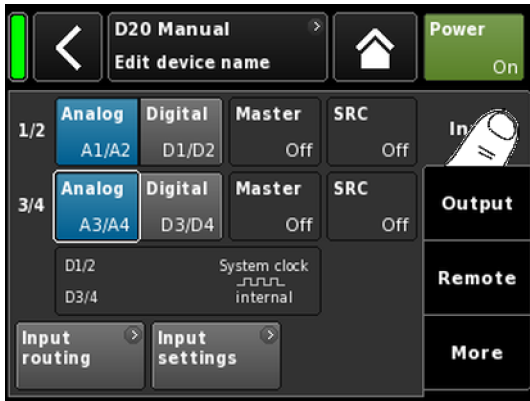 D20 Manual
Edit device name
Power
On
1/2
Analog
A1/A2
Digital
D1/D2
Master
Off
SRC
Off
In
3/4
Analog
A3/A4
Digital
D3/D4
Master
Off
SRC
Off
Output
D1/2
System clock
D3/4
internal
Remote
Input
routing
Input
settings
More